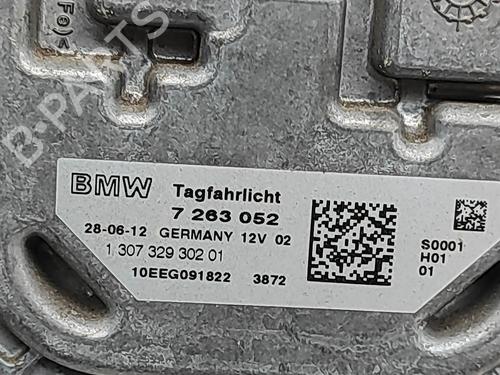 Fe)<
B-PARTS
BMW Tagfahrlicht
7 263 052
28-06-12 GERMANY 12V 02
1 307 329 302 01
10EEG091822 3872
S0001
H01
01